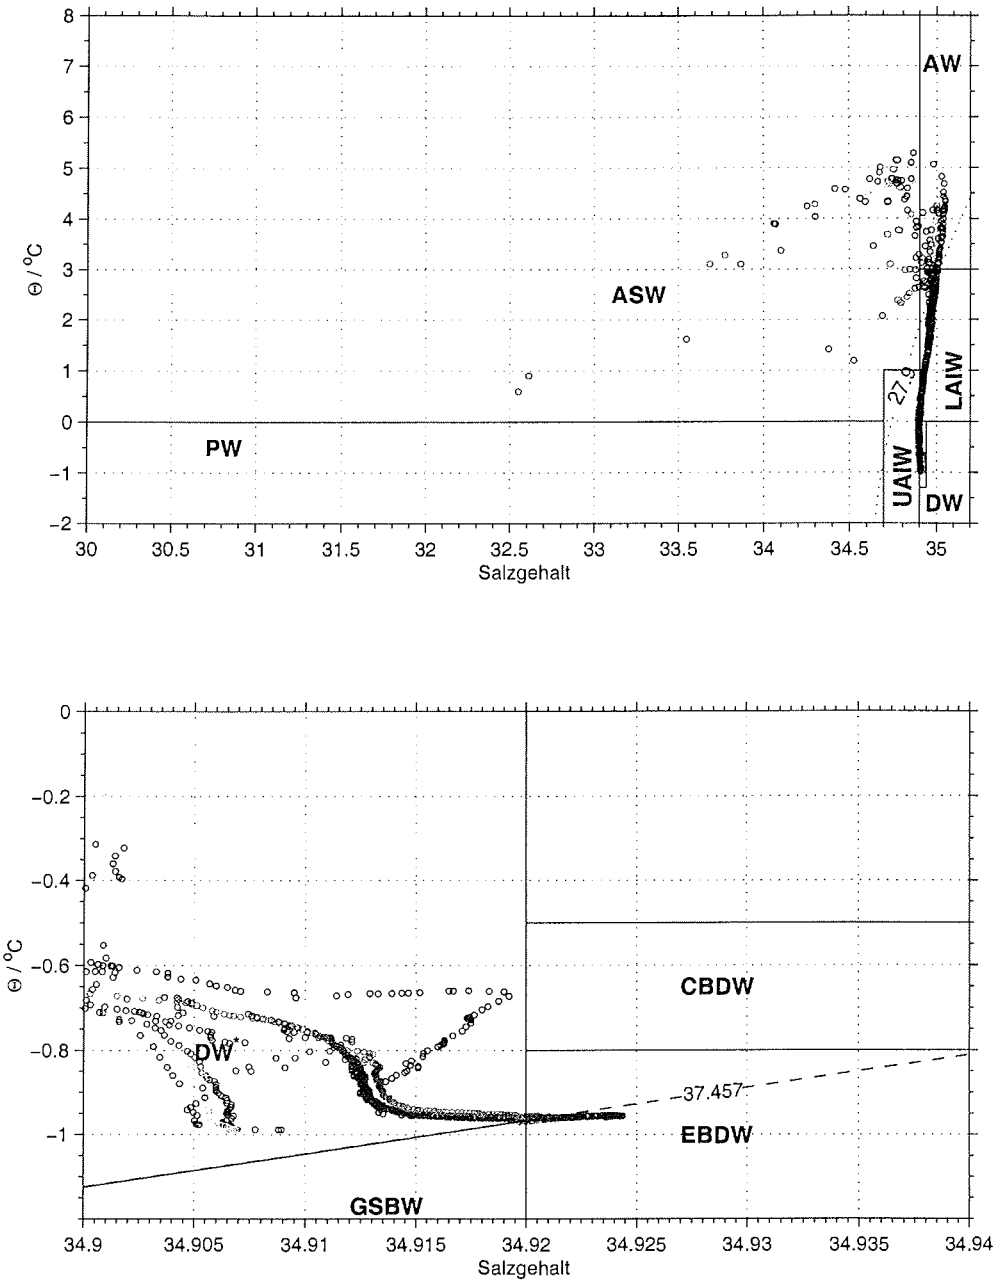 8
7
6
5
4
3
2
1
0
−1
−2
Θ / °C
AW
ASW
PW
27.9
LAIW
UAIW
DW
30 30.5 31 31.5 32 32.5 33 33.5 34 34.5 35
Salzgehalt
0
−0.2
−0.4
−0.6
−0.8
−1
Θ / °C
CBDW
DW*
37.457
EBDW
GSBW
34.9 34.905 34.91 34.915 34.92 34.925 34.93 34.935 34.94
Salzgehalt